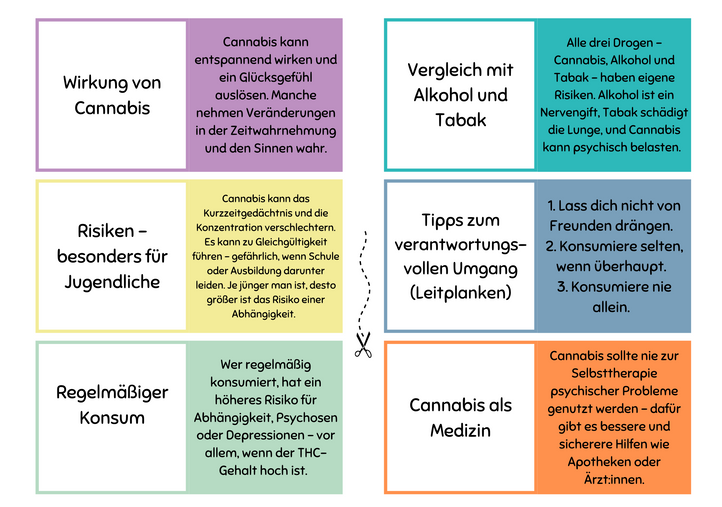 Wirkung von
Cannabis
Cannabis kann
entspannend wirken und
ein Glücksgefühl
auslösen. Manche
nehmen Veränderungen
in der Zeitwahrnehmung
und den Sinnen wahr.
Vergleich mit
Alkohol und
Tabak
Alle drei Drogen –
Cannabis, Alkohol und
Tabak – haben eigene
Risiken. Alkohol ist ein
Nervengift, Tabak schädigt
die Lunge, und Cannabis
kann psychisch belasten.
Risiken –
besonders für
Jugendliche
Cannabis kann das
Kurzzeitgedächtnis und die
Konzentration verschlechtern.
Es kann zu Gleichgültigkeit
führen – gefährlich, wenn Schule
oder Ausbildung darunter
leiden. Je jünger man ist, desto
größer ist das Risiko einer
Abhängigkeit.
Tipps zum
verantwortungs-
vollen Umgang
(Leitplanken)
1. Lass dich nicht von
Freunden drängen.
2. Konsumiere selten,
wenn überhaupt.
3. Konsumiere nie
allein.
Regelmäßiger
Konsum
Wer regelmäßig
konsumiert, hat ein
höheres Risiko für
Abhängigkeit, Psychosen
oder Depressionen – vor
allem, wenn der THC-
Gehalt hoch ist.
Cannabis als
Medizin
Cannabis sollte nie zur
Selbsttherapie
psychischer Probleme
genutzt werden – dafür
gibt es bessere und
sicherere Hilfen wie
Apotheken oder
Ärzt:innen.